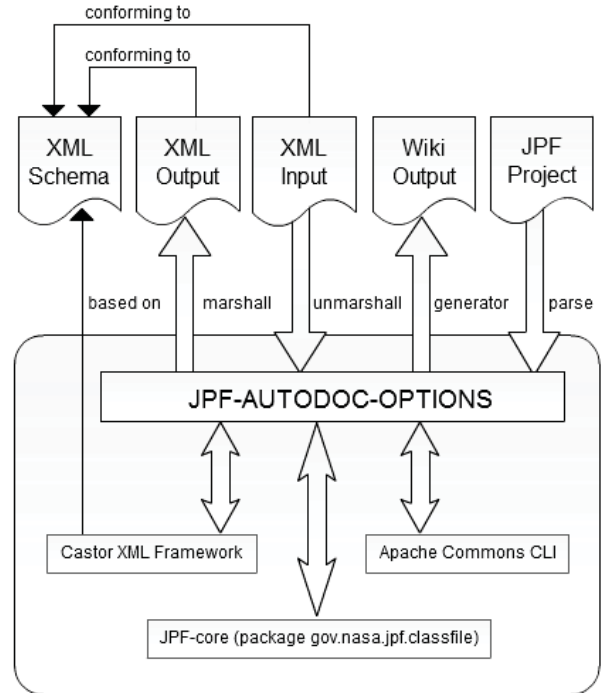 conforming to
conforming to
XML
Schema
XML
Output
XML
Input
Wiki
Output
JPF
Project
based on
marshall
unmarshall
generator
parse
JPF-AUTODOC-OPTIONS
Castor XML Framework
Apache Commons CLI
JPF-core (package gov.nasa.jpf.classfile)